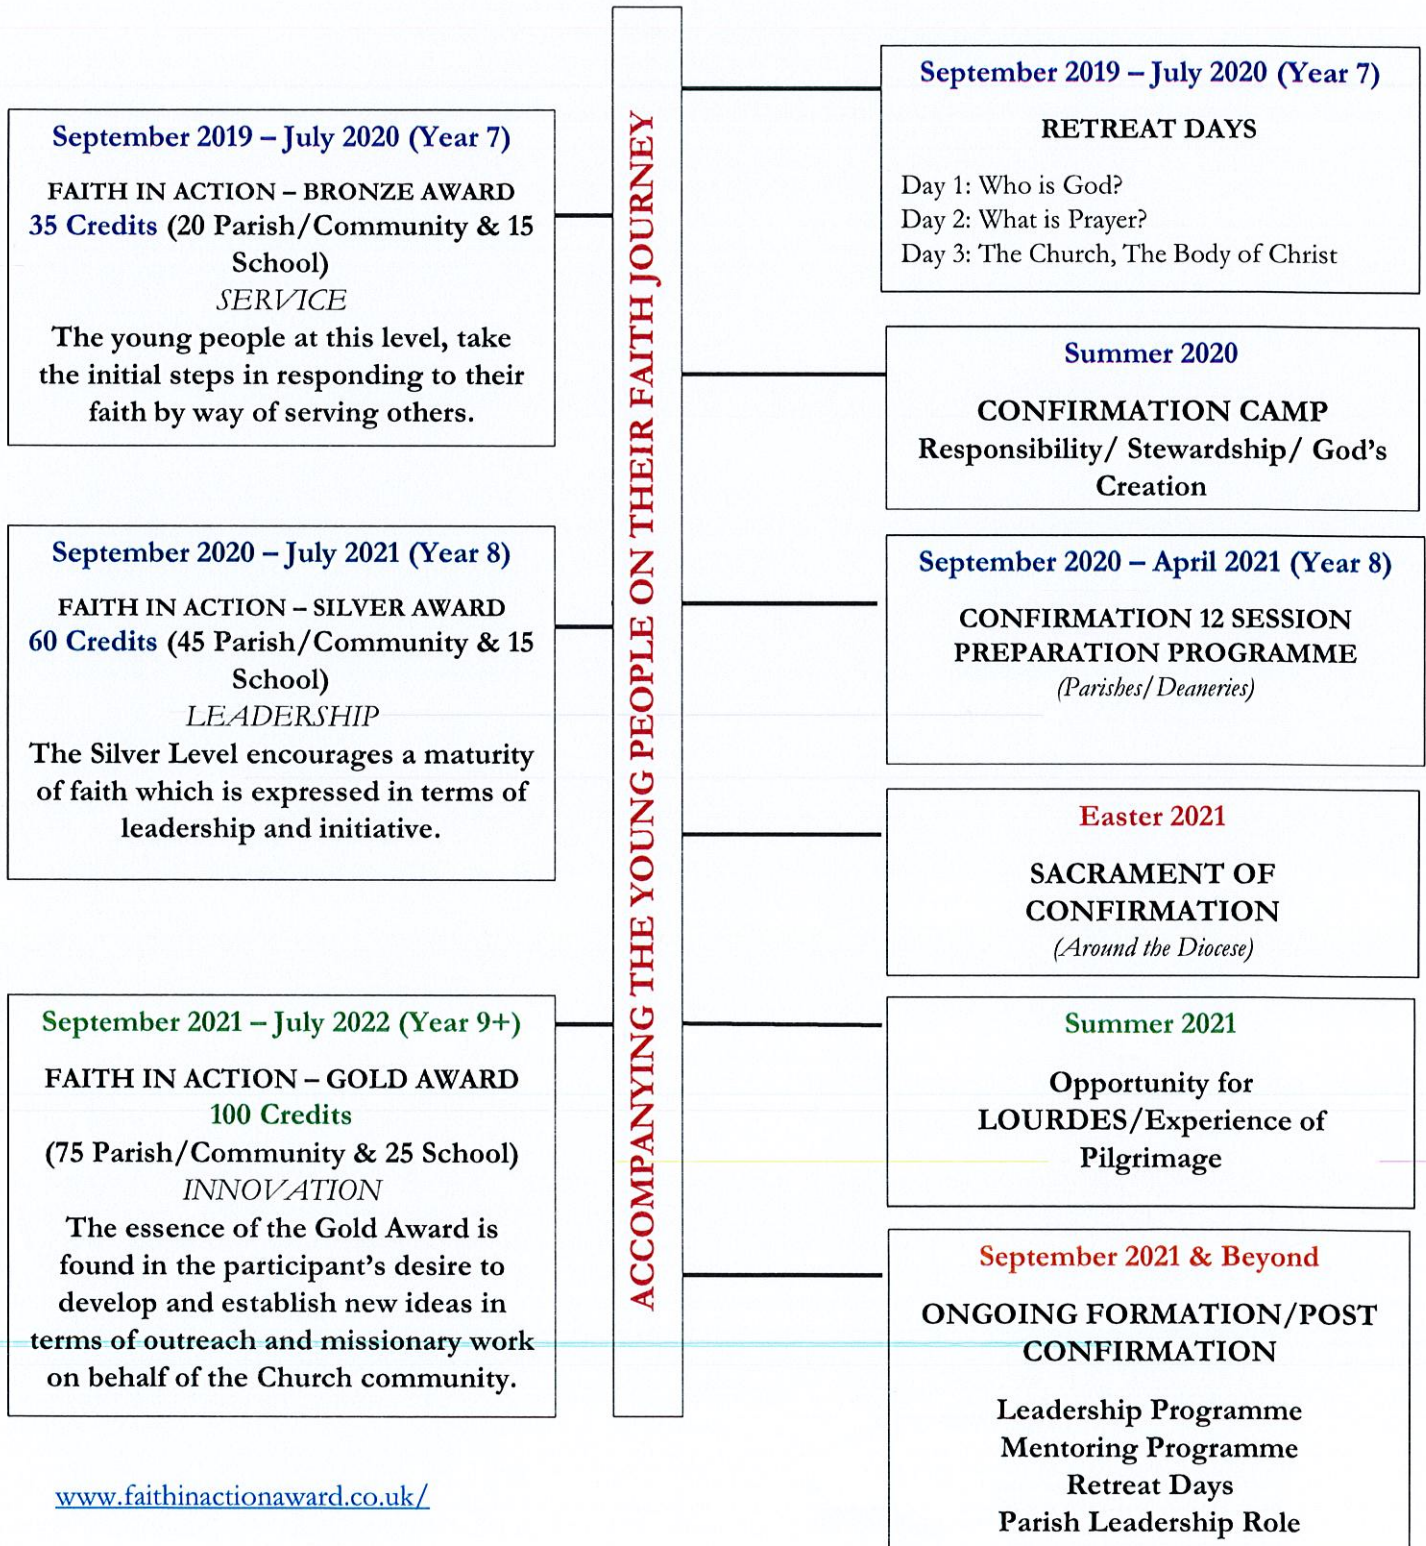 ACCOMPANYING THE YOUNG PEOPLE ON THEIR FAITH JOURNEY
September 2019 – July 2020 (Year 7)
FAITH IN ACTION – BRONZE AWARD
35 Credits (20 Parish/Community & 15
School)
SERVICE
The young people at this level, take
the initial steps in responding to their
faith by way of serving others.
September 2020 – July 2021 (Year 8)
FAITH IN ACTION – SILVER AWARD
60 Credits (45 Parish/Community & 15
School)
LEADERSHIP
The Silver Level encourages a maturity
of faith which is expressed in terms of
leadership and initiative.
September 2021 – July 2022 (Year 9+)
FAITH IN ACTION – GOLD AWARD
100 Credits
(75 Parish/Community & 25 School)
INNOVATION
The essence of the Gold Award is
found in the participant's desire to
develop and establish new ideas in
terms of outreach and missionary work
on behalf of the Church community.
www.faithinactionaward.co.uk/
September 2019 – July 2020 (Year 7)
RETREAT DAYS
Day 1: Who is God?
Day 2: What is Prayer?
Day 3: The Church, The Body of Christ
Summer 2020
CONFIRMATION CAMP
Responsibility/ Stewardship/ God's
Creation
September 2020 – April 2021 (Year 8)
CONFIRMATION 12 SESSION
PREPARATION PROGRAMME
(Parishes/Deaneries)
Easter 2021
SACRAMENT OF
CONFIRMATION
(Around the Diocese)
Summer 2021
Opportunity for
LOURDES/Experience of
Pilgrimage
September 2021 & Beyond
ONGOING FORMATION/POST
CONFIRMATION
Leadership Programme
Mentoring Programme
Retreat Days
Parish Leadership Role